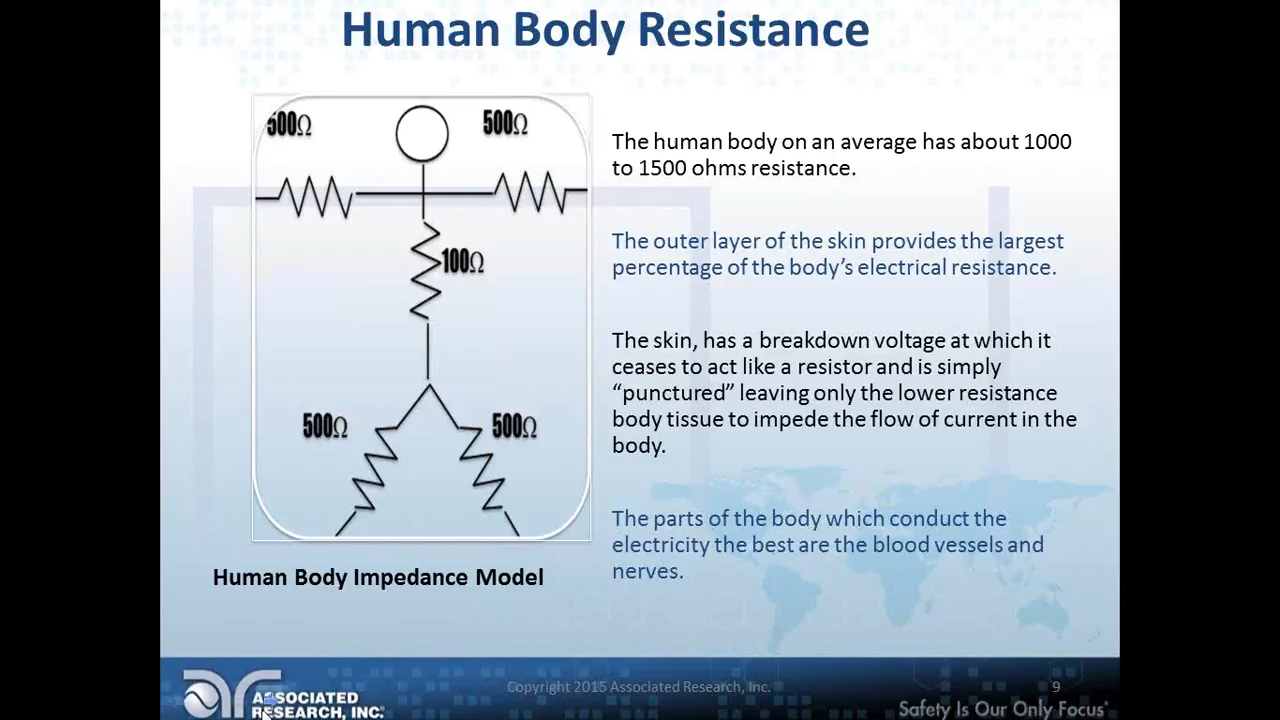 Human Body Resistance
500Ω
500Ω
100Ω
500Ω
500Ω
Human Body Impedance Model
The human body on an average has about 1000
to 1500 ohms resistance.
The outer layer of the skin provides the largest
percentage of the body’s electrical resistance.
The skin, has a breakdown voltage at which it
ceases to act like a resistor and is simply
“punctured” leaving only the lower resistance
body tissue to impede the flow of current in the
body.
The parts of the body which conduct the
electricity the best are the blood vessels and
nerves.
ASSOCIATED
RESEARCH, INC.
Copyright 2015 Associated Research, Inc.
9
Safety Is Our Only Focus